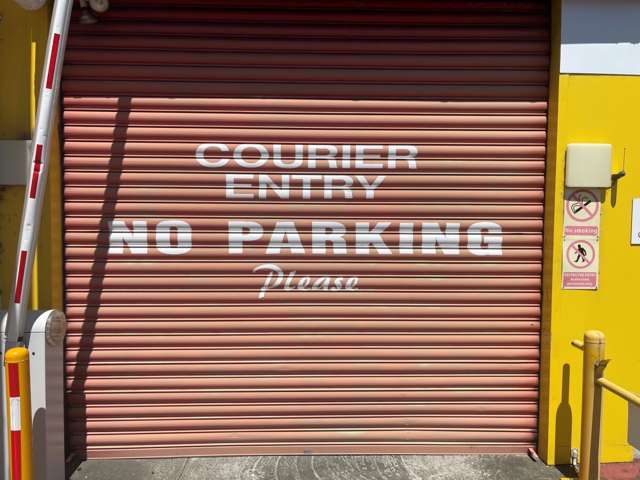 COURIER
ENTRY
NO PARKING
Please
No smoking